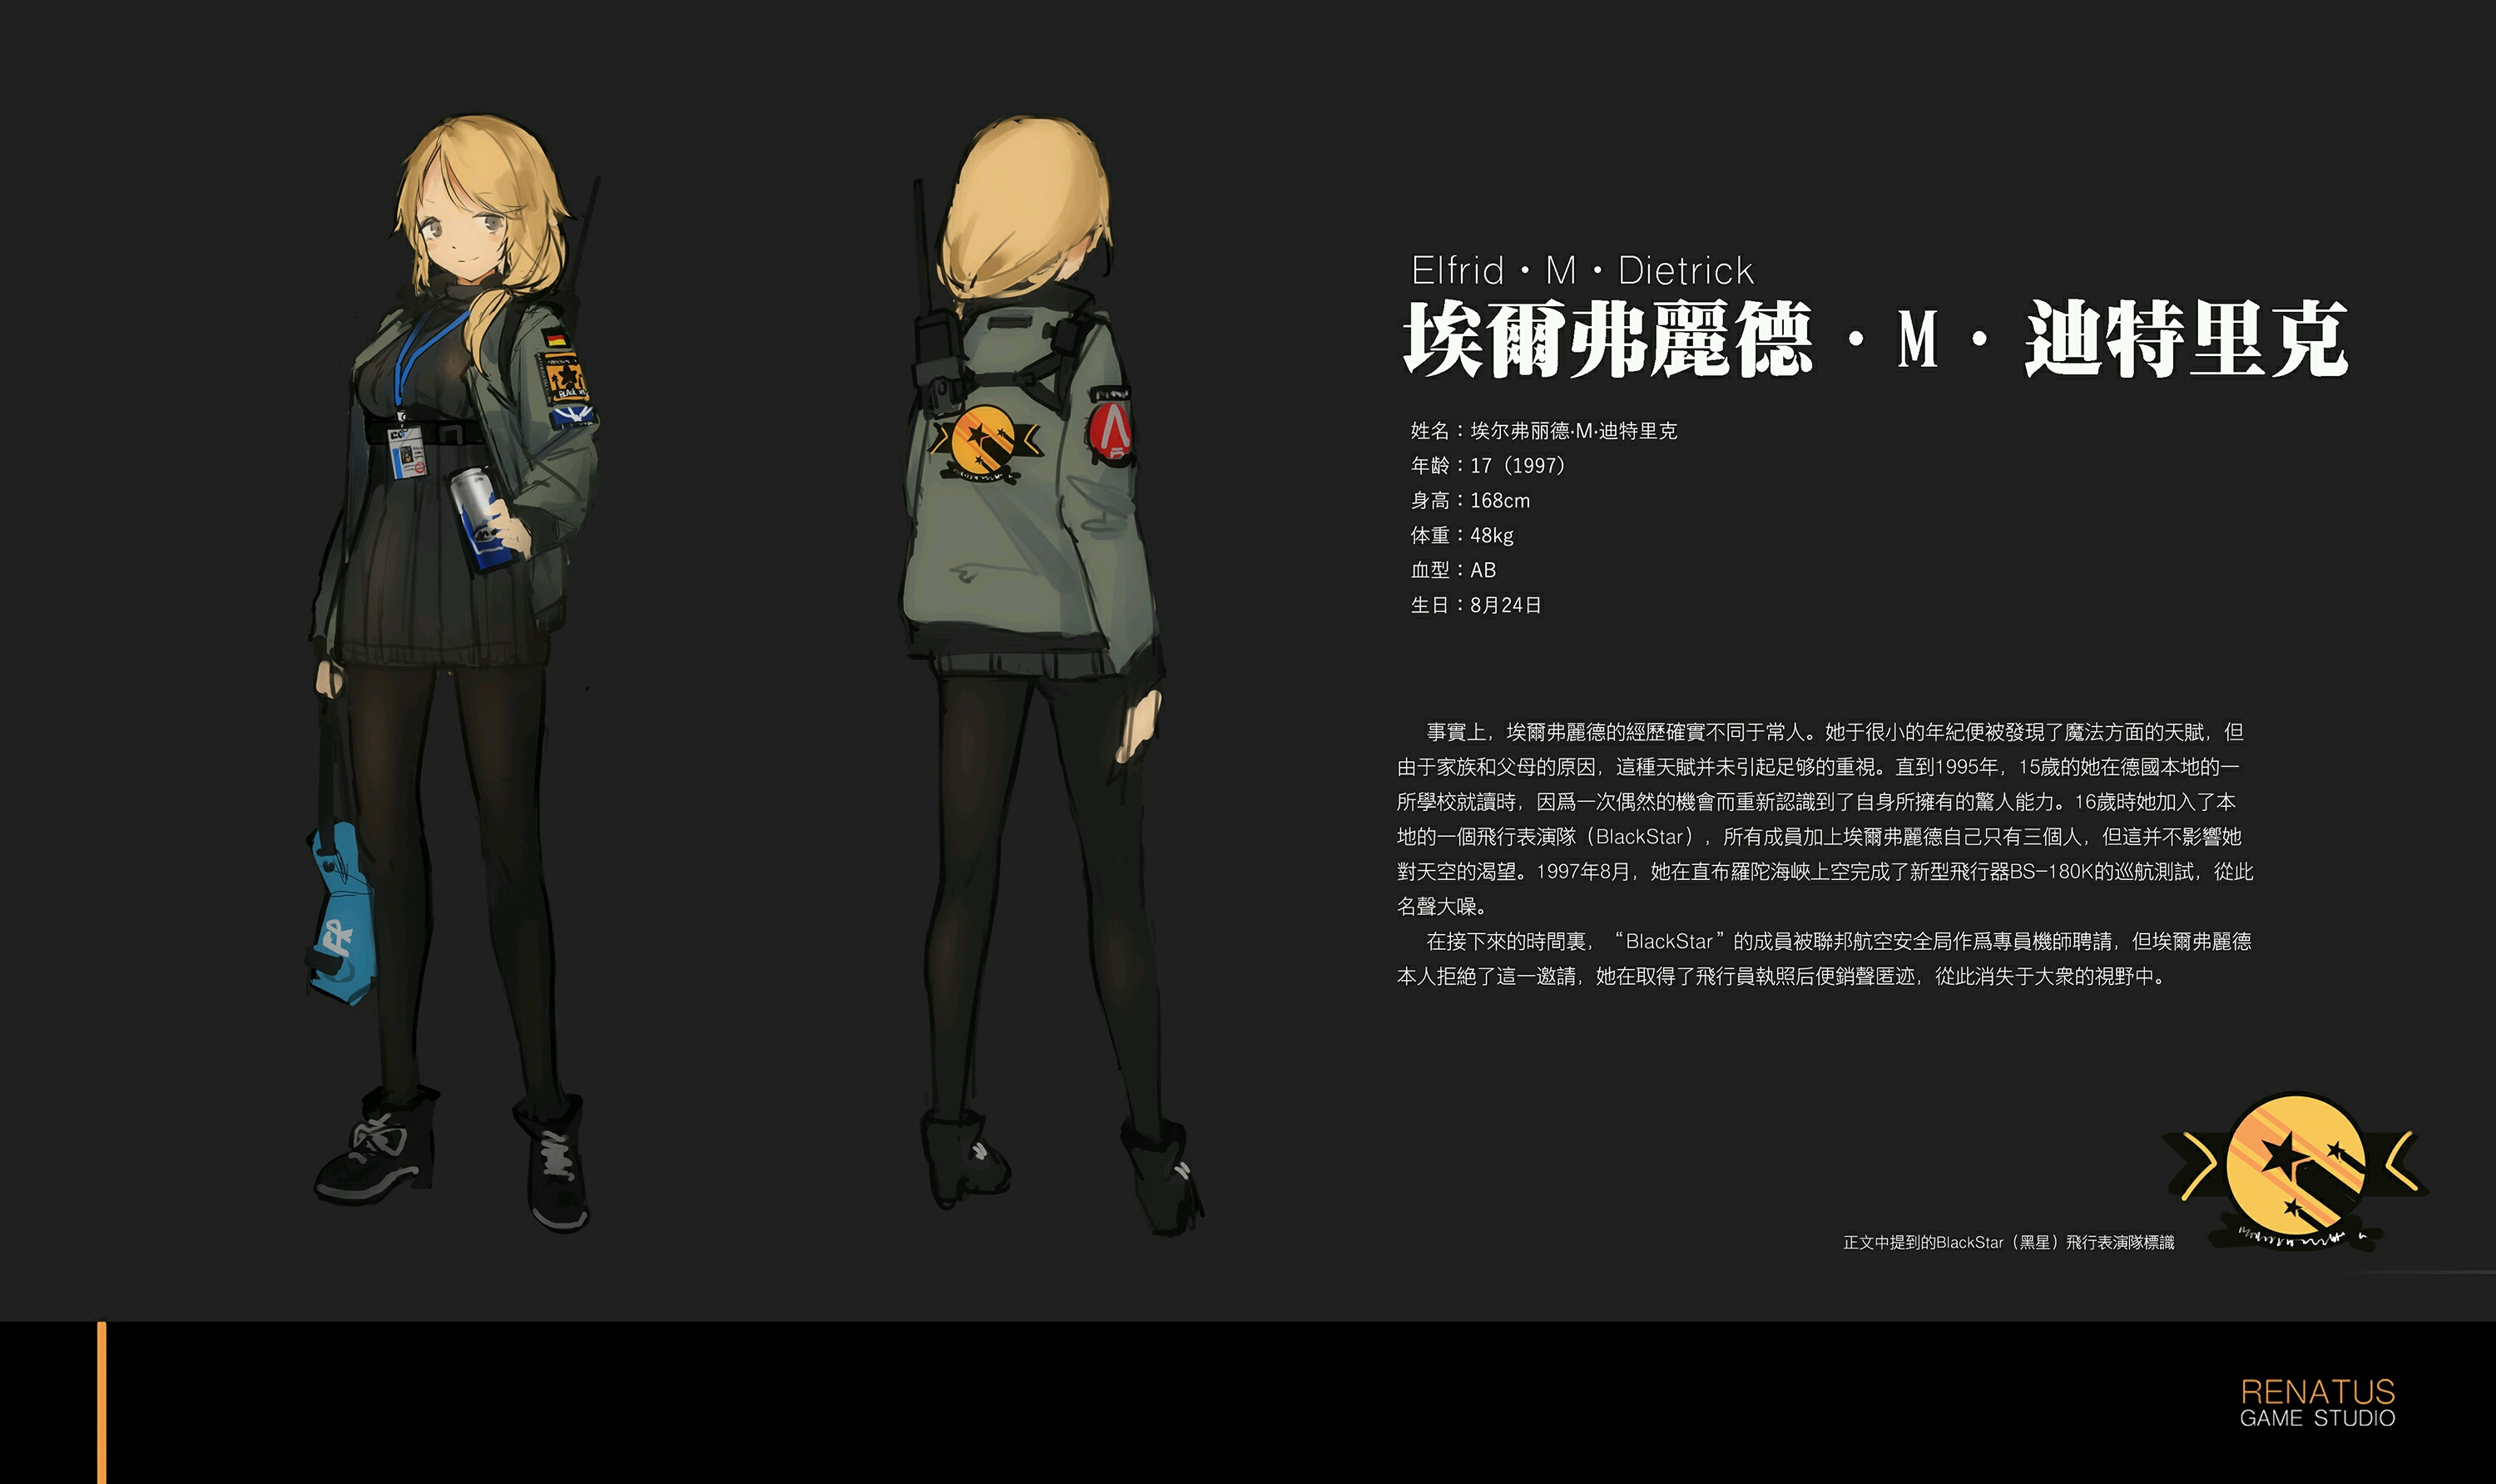 Elfrid・M・Dietrick
埃爾弗麗德・M・迪特里克
姓名：埃尔弗丽德·M·迪特里克
年龄：17（1997）
身高：168cm
体重：48kg
血型：AB
生日：8月24日
事實上，埃爾弗麗德的經歷確實不同于常人。她于很小的年紀便被發現了魔法方面的天賦，但
由于家族和父母的原因，這種天賦并未引起足够的重視。直到1995年，15歲的她在德國本地的一
所學校就讀時，因爲一次偶然的機會而重新認識到了自身所擁有的驚人能力。16歲時她加入了本
地的一個飛行表演隊（BlackStar），所有成員加上埃爾弗麗德自己只有三個人，但這并不影響她
對天空的渴望。1997年8月，她在直布羅陀海峽上空完成了新型飛行器BS-180K的巡航測試，從此
名聲大噪。
在接下來的時間裏，“BlackStar”的成員被聯邦航空安全局作爲專員機師聘請，但埃爾弗麗德
本人拒絶了這一邀請，她在取得了飛行員執照后便銷聲匿迹，從此消失于大衆的視野中。
正文中提到的BlackStar（黑星）飛行表演隊標識
RENATUS
GAME STUDIO